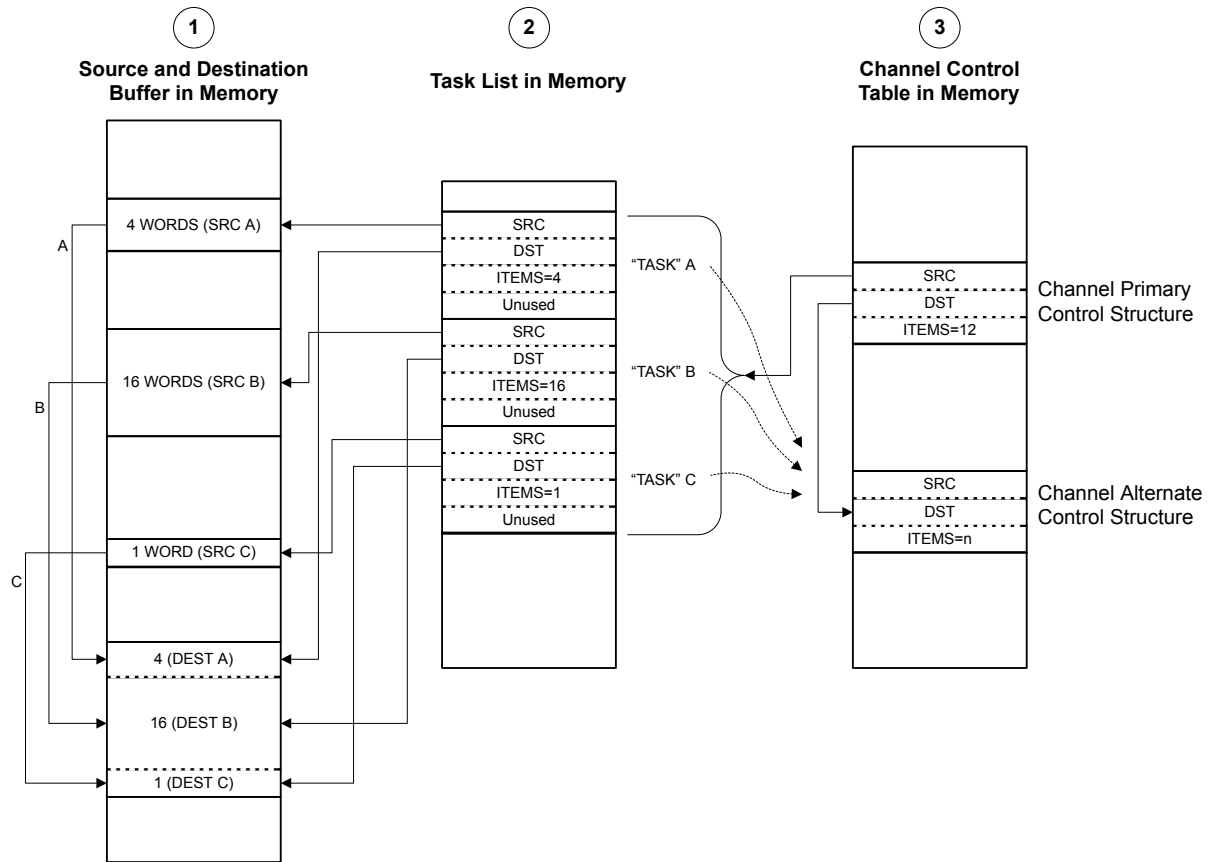 1
Source and Destination
Buffer in Memory
4 WORDS (SRC A)
16 WORDS (SRC B)
1 WORD (SRC C)
4 (DEST A)
16 (DEST B)
1 (DEST C)
A
B
C
2
Task List in Memory
SRC
DST
ITEMS=4
Unused
SRC
DST
ITEMS=16
Unused
SRC
DST
ITEMS=1
Unused
“TASK” A
“TASK” B
“TASK” C
3
Channel Control
Table in Memory
SRC
DST
ITEMS=12
Channel Primary
Control Structure
SRC
DST
ITEMS=n
Channel Alternate
Control Structure